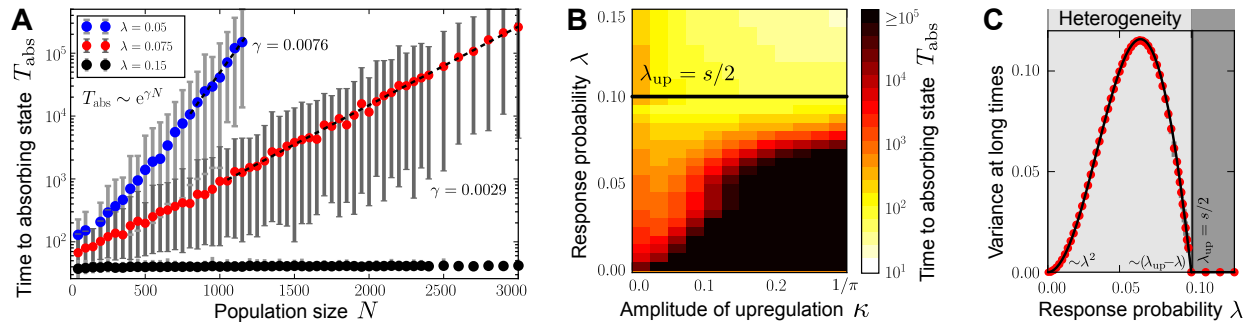 A
Time to absorbing state T_abs
10^5
10^4
10^3
10^2
λ = 0.05
λ = 0.075
λ = 0.15
T_abs ∼ e^γN
γ = 0.0076
γ = 0.0029
0 500 1000 1500 2000 2500 3000
Population size N
B
Response probability λ
0.15
0.10
0.05
0.00
λ_up = s/2
0.0 0.1 0.2 1/π
Amplitude of upregulation κ
≥10^5
10^4
10^3
10^2
10^1
Time to absorbing state T_abs
C
Heterogeneity
Variance at long times
0.10
0.05
0.00
∼λ^2
∼(λ_up−λ)
λ_up = s/2
0.00 0.05 0.10
Response probability λ